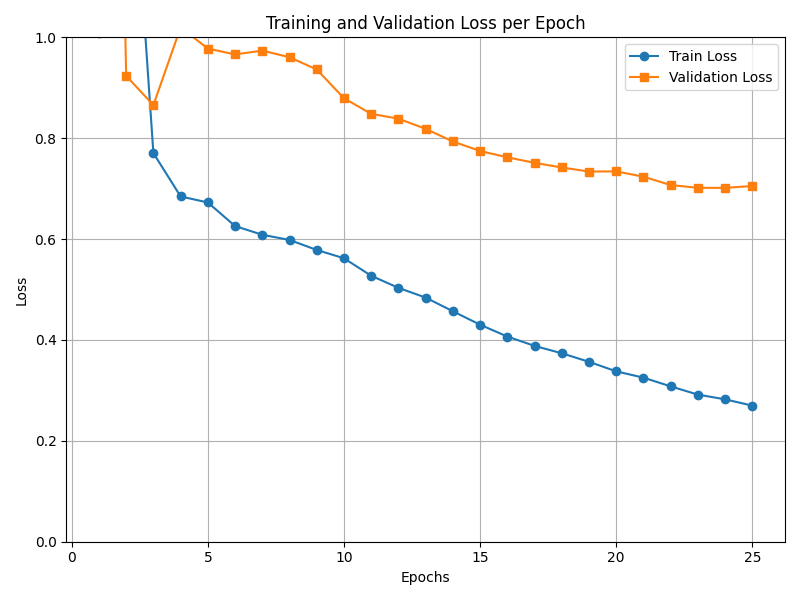 Training and Validation Loss per Epoch
Train Loss
Validation Loss
Loss
1.0
0.8
0.6
0.4
0.2
0.0
0 5 10 15 20 25
Epochs